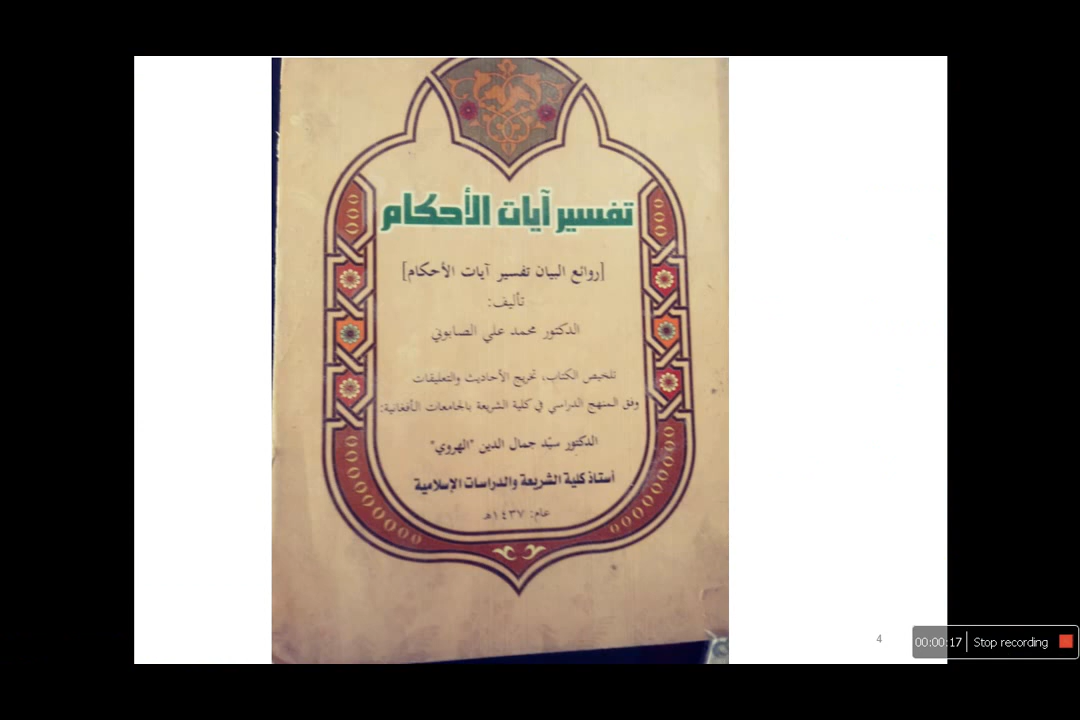 تفسير آيات الأحكام
[روائع البيان تفسير آيات الأحكام]
تأليف:
الدكتور محمد علي الصابوني
تلخيص الكتاب، تخريج الأحاديث والتعليقات
وفق المنهج الدراسي في كلية الشريعة بالجامعات الأفغانية:
الدكتور سيّد جمال الدين "الهروي"
أستاذ كلية الشريعة والدراسات الإسلامية
عام: ١٤٣٧هـ
4
00:00:17 Stop recording